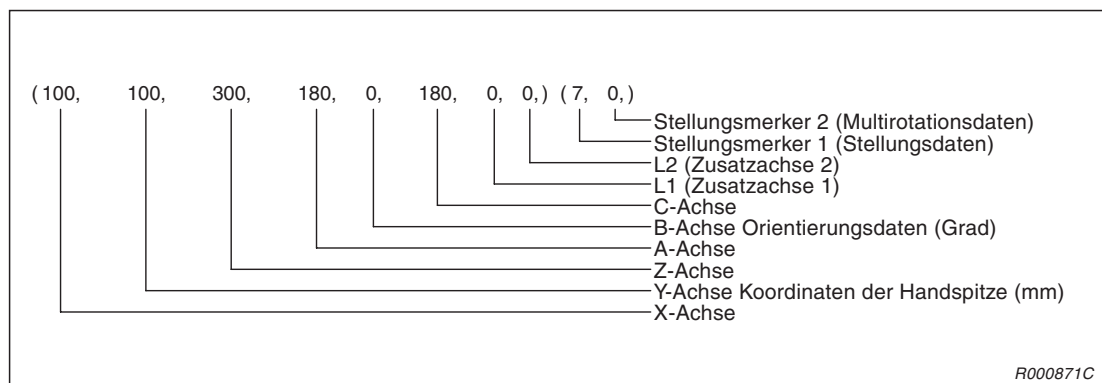 (100, 100, 300, 180, 0, 180, 0, 0,) (7, 0,)
Stellungsmerker 2 (Multirotationsdaten)
Stellungsmerker 1 (Stellungsdaten)
L2 (Zusatzachse 2)
L1 (Zusatzachse 1)
C-Achse
B-Achse Orientierungsdaten (Grad)
A-Achse
Z-Achse
Y-Achse Koordinaten der Handspitze (mm)
X-Achse
R000871C